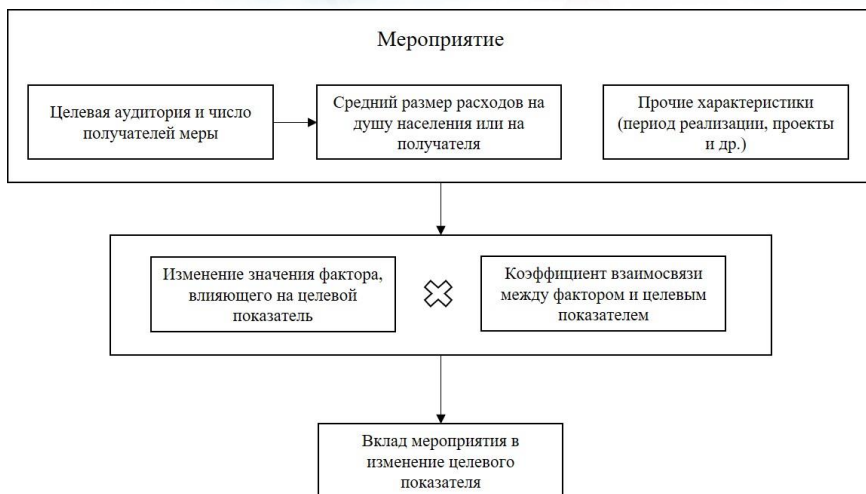 Мероприятие
Целевая аудитория и число
получателей меры
Средний размер расходов на
душу населения или на
получателя
Прочие характеристики
(период реализации, проекты
и др.)
Изменение значения фактора,
влияющего на целевой
показатель
Коэффициент взаимосвязи
между фактором и целевым
показателем
Вклад мероприятия в
изменение целевого
показателя